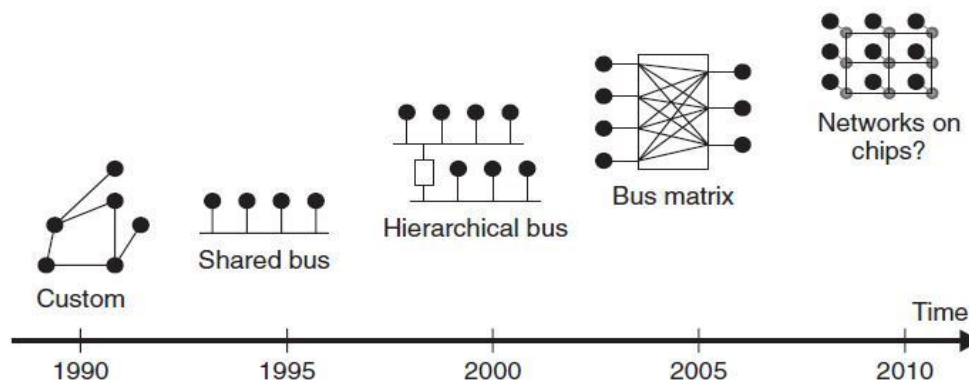 Custom
Shared bus
Hierarchical bus
Bus matrix
Networks on
chips?
Time
1990
1995
2000
2005
2010